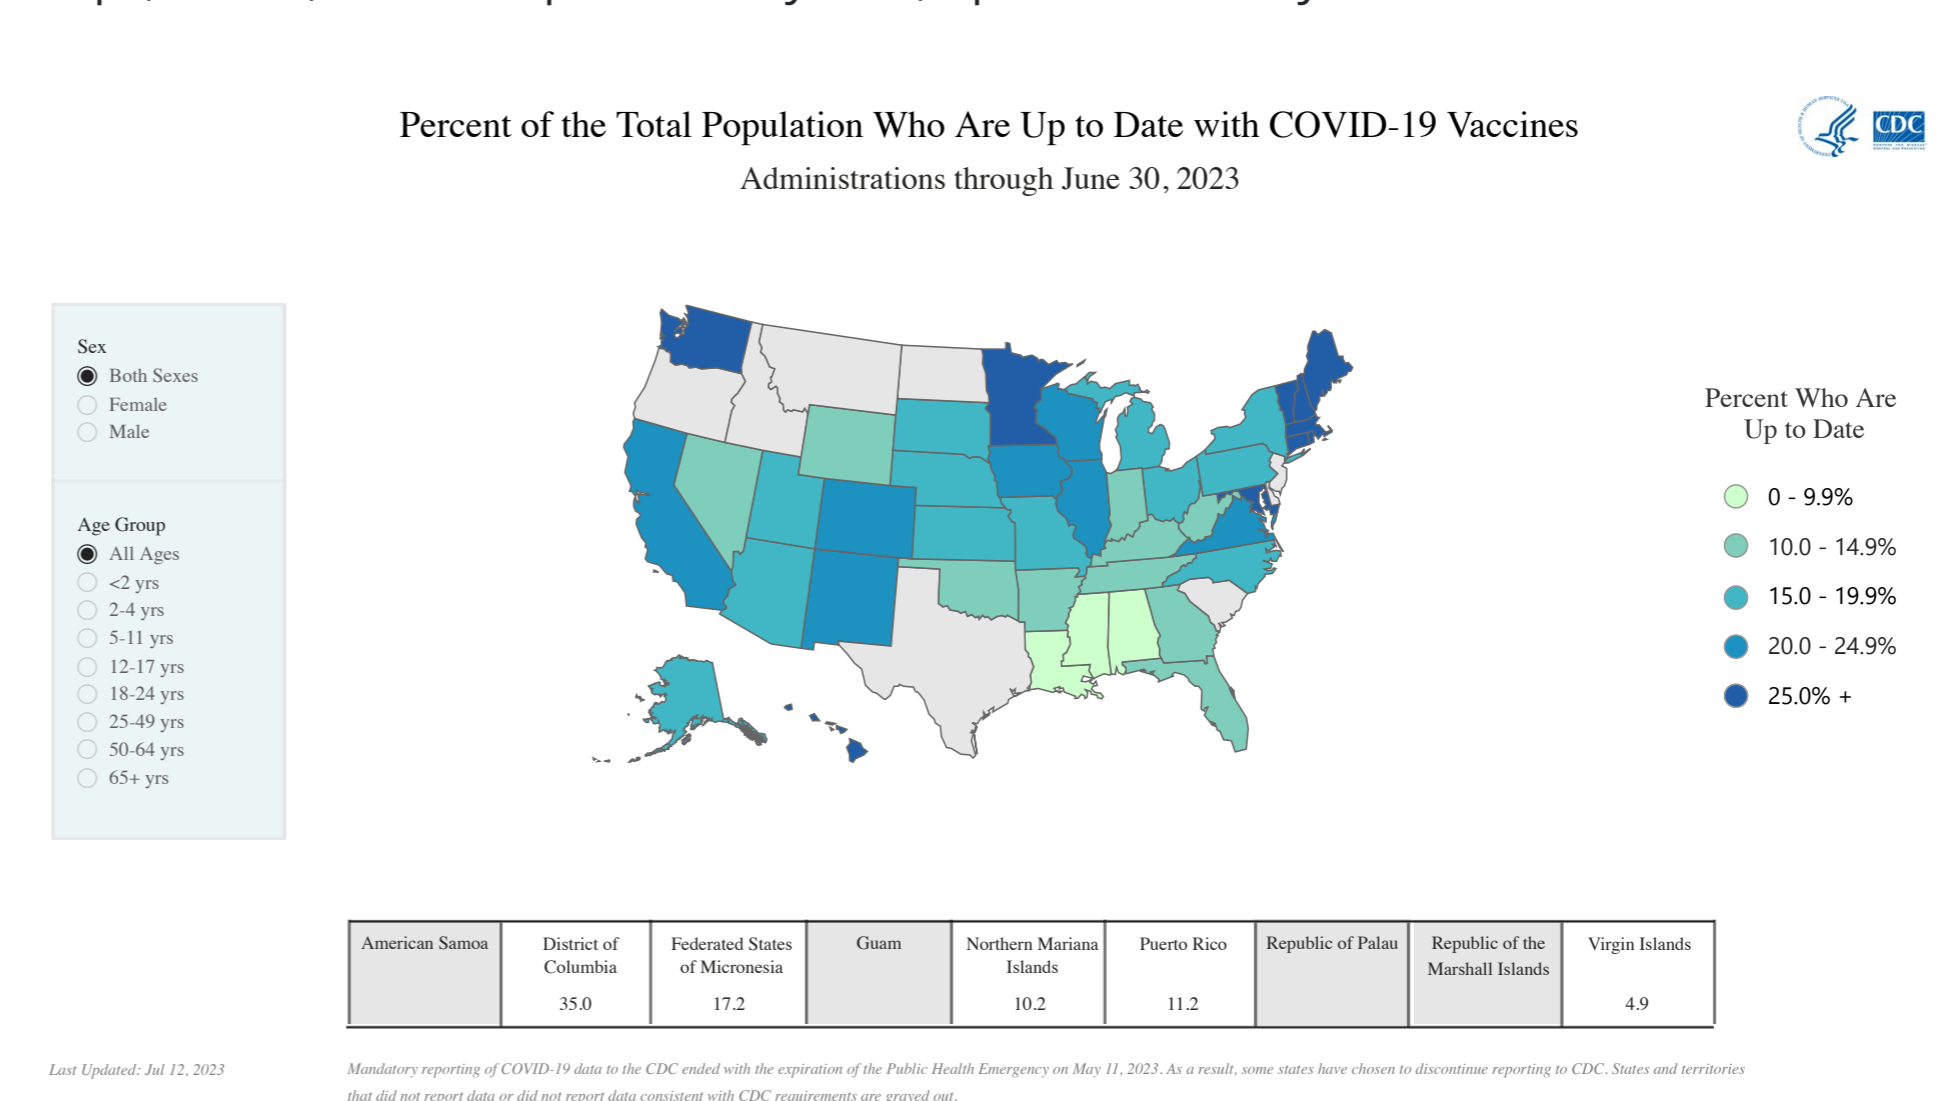 Percent of the Total Population Who Are Up to Date with COVID-19 Vaccines
Administrations through June 30, 2023
CDC
Sex
Both Sexes
Female
Male
Age Group
All Ages
<2 yrs
2-4 yrs
5-11 yrs
12-17 yrs
18-24 yrs
25-49 yrs
50-64 yrs
65+ yrs
Percent Who Are
Up to Date
0 - 9.9%
10.0 - 14.9%
15.0 - 19.9%
20.0 - 24.9%
25.0% +
American Samoa
District of
Columbia
35.0
Federated States
of Micronesia
17.2
Guam
Northern Mariana
Islands
10.2
Puerto Rico
11.2
Republic of Palau
Republic of the
Marshall Islands
Virgin Islands
4.9
Last Updated: Jul 12, 2023
Mandatory reporting of COVID-19 data to the CDC ended with the expiration of the Public Health Emergency on May 11, 2023. As a result, some states have chosen to discontinue reporting to CDC. States and territories
that did not report data or did not report data consistent with CDC requirements are grayed out.